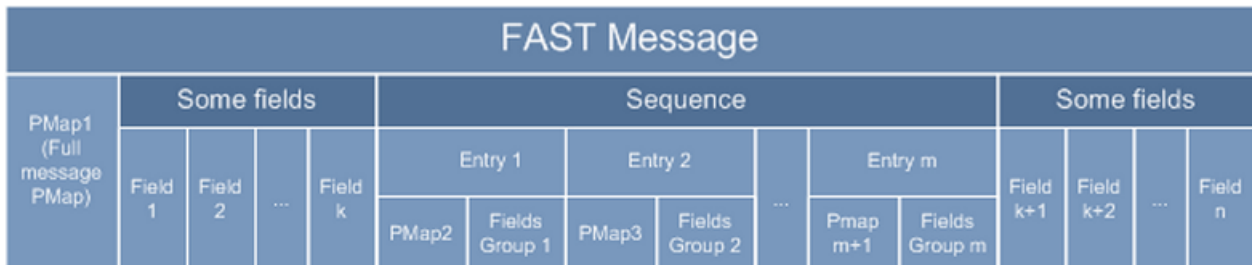 FAST Message
PMap1
(Full
message
PMap)
Some fields
Field
1
Field
2
...
Field
k
Sequence
Entry 1
PMap2
Fields
Group 1
Entry 2
PMap3
Fields
Group 2
...
Entry m
Pmap
m+1
Fields
Group m
Some fields
Field
k+1
Field
k+2
...
Field
n